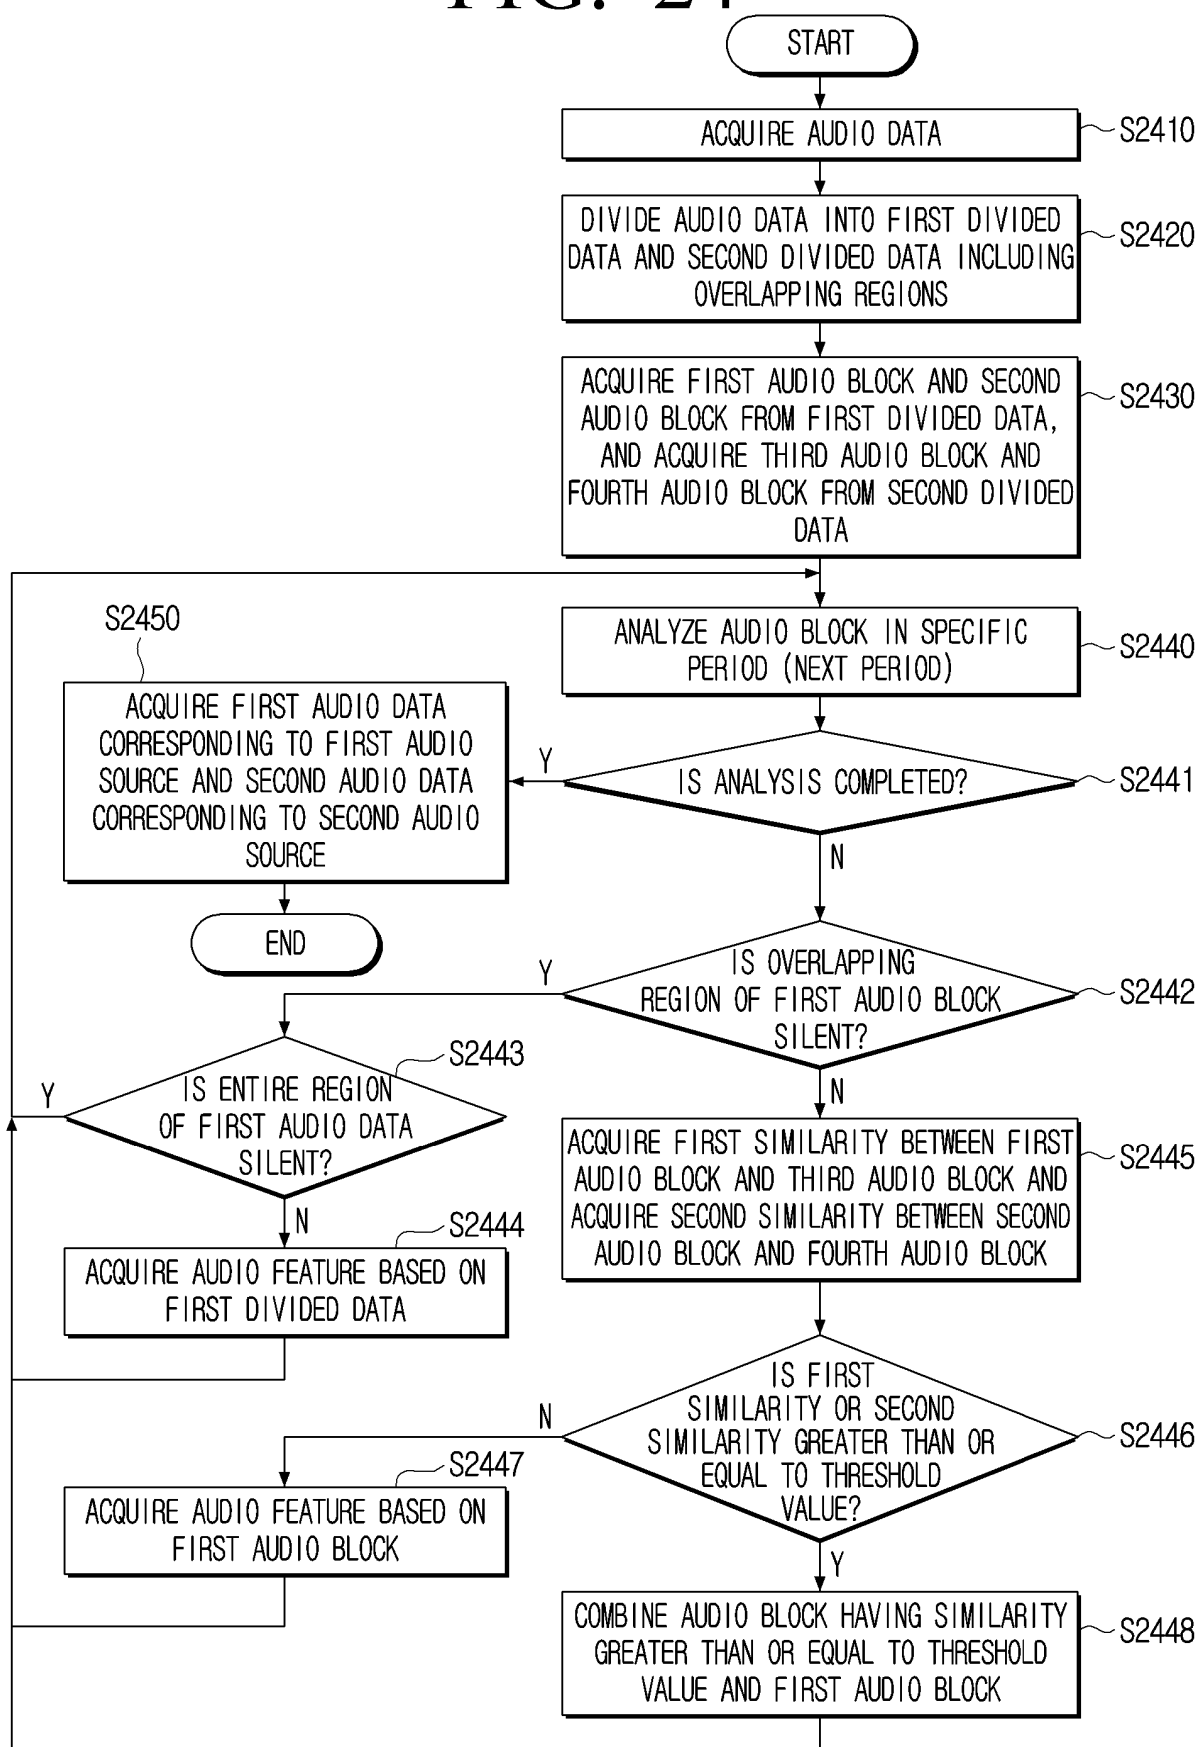 FIG. 24
START
ACQUIRE AUDIO DATA
S2410
DIVIDE AUDIO DATA INTO FIRST DIVIDED
DATA AND SECOND DIVIDED DATA INCLUDING
OVERLAPPING REGIONS
S2420
ACQUIRE FIRST AUDIO BLOCK AND SECOND
AUDIO BLOCK FROM FIRST DIVIDED DATA,
AND ACQUIRE THIRD AUDIO BLOCK AND
FOURTH AUDIO BLOCK FROM SECOND DIVIDED
DATA
S2430
ANALYZE AUDIO BLOCK IN SPECIFIC
PERIOD (NEXT PERIOD)
S2440
IS ANALYSIS COMPLETED?
S2441
Y
N
S2450
ACQUIRE FIRST AUDIO DATA
CORRESPONDING TO FIRST AUDIO
SOURCE AND SECOND AUDIO DATA
CORRESPONDING TO SECOND AUDIO
SOURCE
END
IS OVERLAPPING
REGION OF FIRST AUDIO BLOCK
SILENT?
S2442
Y
N
S2443
IS ENTIRE REGION
OF FIRST AUDIO DATA
SILENT?
Y
N
S2444
ACQUIRE AUDIO FEATURE BASED ON
FIRST DIVIDED DATA
ACQUIRE FIRST SIMILARITY BETWEEN FIRST
AUDIO BLOCK AND THIRD AUDIO BLOCK AND
ACQUIRE SECOND SIMILARITY BETWEEN SECOND
AUDIO BLOCK AND FOURTH AUDIO BLOCK
S2445
IS FIRST
SIMILARITY OR SECOND
SIMILARITY GREATER THAN OR
EQUAL TO THRESHOLD
VALUE?
S2446
N
Y
S2447
ACQUIRE AUDIO FEATURE BASED ON
FIRST AUDIO BLOCK
COMBINE AUDIO BLOCK HAVING SIMILARITY
GREATER THAN OR EQUAL TO THRESHOLD
VALUE AND FIRST AUDIO BLOCK
S2448